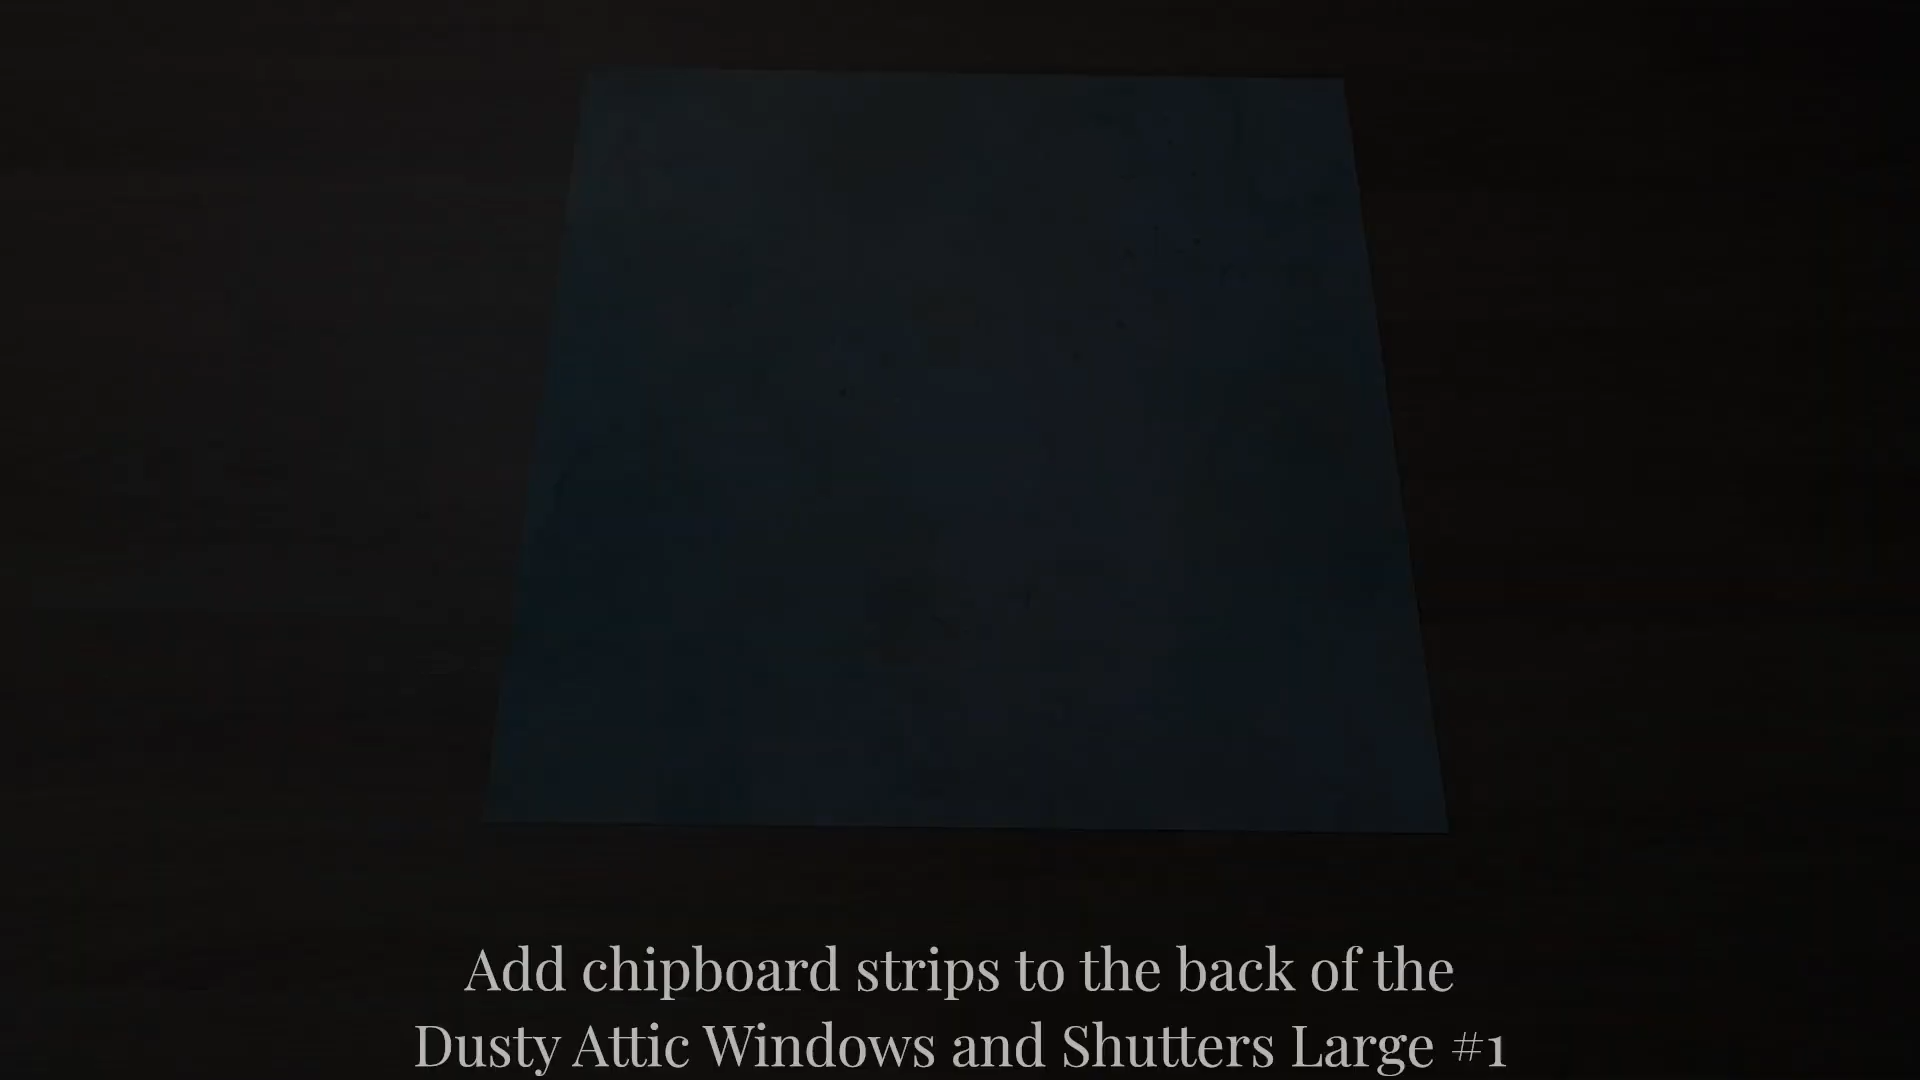 Add chipboard strips to the back of the
Dusty Attic Windows and Shutters Large #1